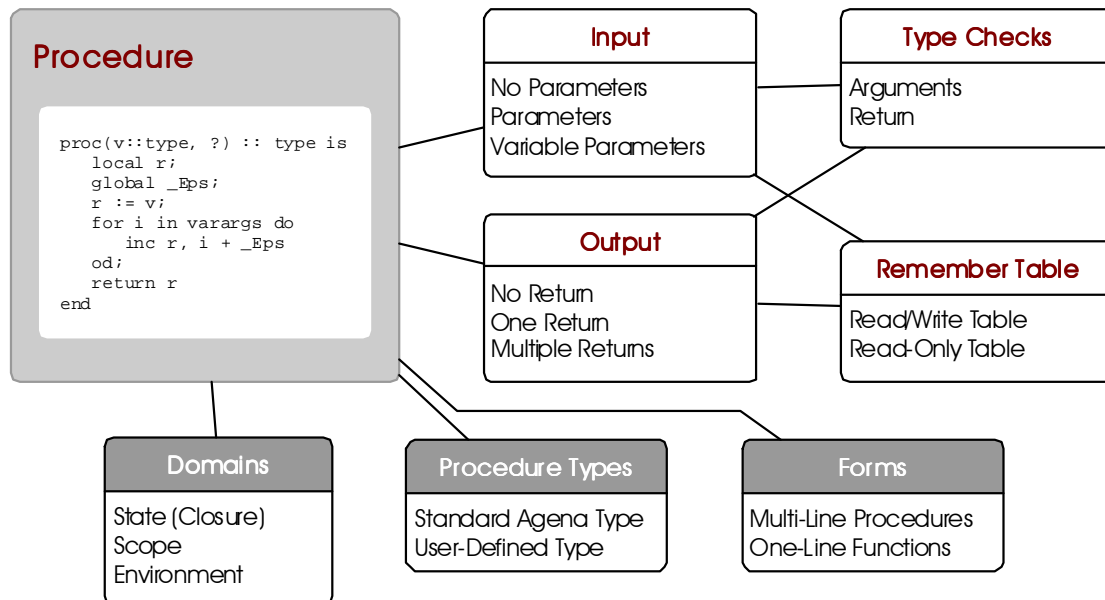 Procedure
proc(v::type, ?) :: type is
local r;
global _Eps;
r := v;
for i in varargs do
inc r, i + _Eps
od;
return r
end
Input
No Parameters
Parameters
Variable Parameters
Type Checks
Arguments
Return
Output
No Return
One Return
Multiple Returns
Remember Table
Read/Write Table
Read-Only Table
Domains
State (Closure)
Scope
Environment
Procedure Types
Standard Agena Type
User-Defined Type
Forms
Multi-Line Procedures
One-Line Functions